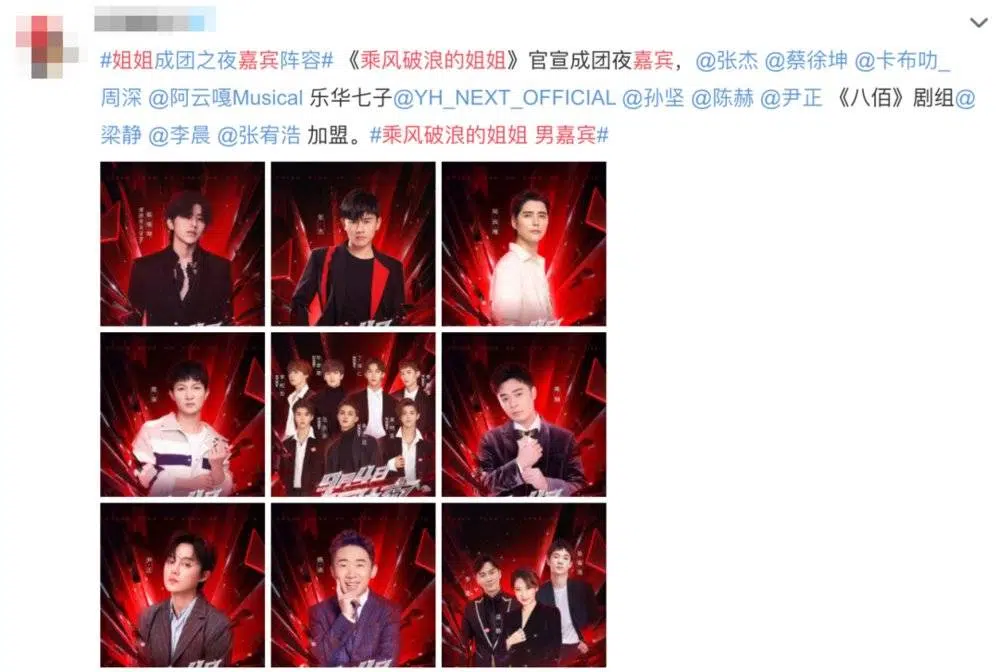 #姐姐成团之夜嘉宾阵容# 《乘风破浪的姐姐》官宣成团夜嘉宾，@张杰 @蔡徐坤 @卡布叻_
周深 @阿云嘎Musical 乐华七子@YH_NEXT_OFFICIAL @孙坚 @陈赫 @尹正 《八佰》剧组@
梁静 @李晨 @张宥浩 加盟。#乘风破浪的姐姐 男嘉宾#
9月4日